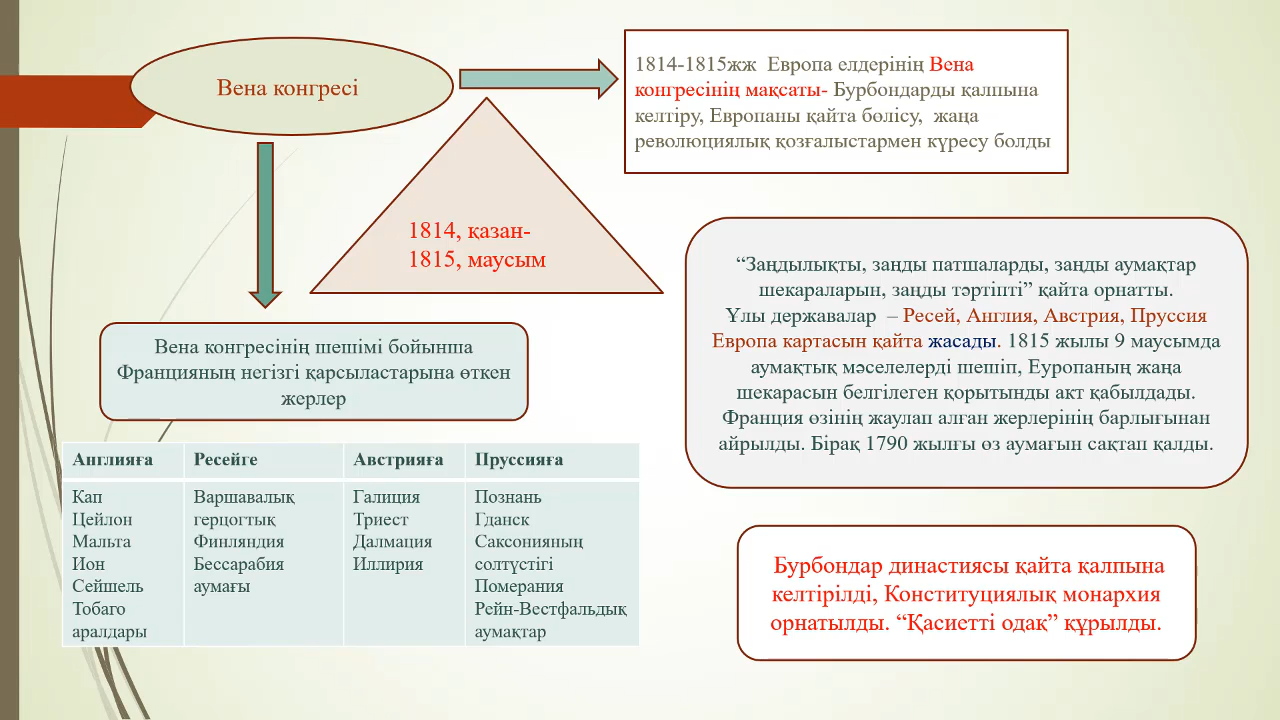 Вена конгресі
1814-1815жж Европа елдерінің Вена
конгресінің мақсаты- Бурбондарды қалпына
келтіру, Европаны қайта бөлісу, жаңа
революциялық қозғалыстармен күресу болды
1814, қазан-
1815, маусым
“Заңдылықты, заңды патшаларды, заңды аумақтар
шекараларын, заңды тәртіпті” қайта орнатты.
Ұлы державалар – Ресей, Англия, Австрия, Пруссия
Европа картасын қайта жасады. 1815 жылы 9 маусымда
аумақтық мәселелерді шешіп, Еуропаның жаңа
шекарасын белгілеген қорытынды акт қабылдады.
Франция өзінің жаулап алған жерлерінің барлығынан
айрылды. Бірақ 1790 жылғы өз аумағын сақтап қалды.
Вена конгресінің шешімі бойынша
Францияның негізгі қарсыластарына өткен
жерлер
Англияға Ресейге Австрияға Пруссияға
Кап Варшавалық Галиция Познань
Цейлон герцогтық Триест Гданск
Мальта Финляндия Далмация Саксонияның
Ион Бессарабия Иллирия солтүстігі
Сейшель аумағы Померания
Тобаго Рейн-Вестфальдық
аралдары аумақтар
Бурбондар династиясы қайта қалпына
келтірілді, Конституциялық монархия
орнатылды. “Қасиетті одақ” құрылды.